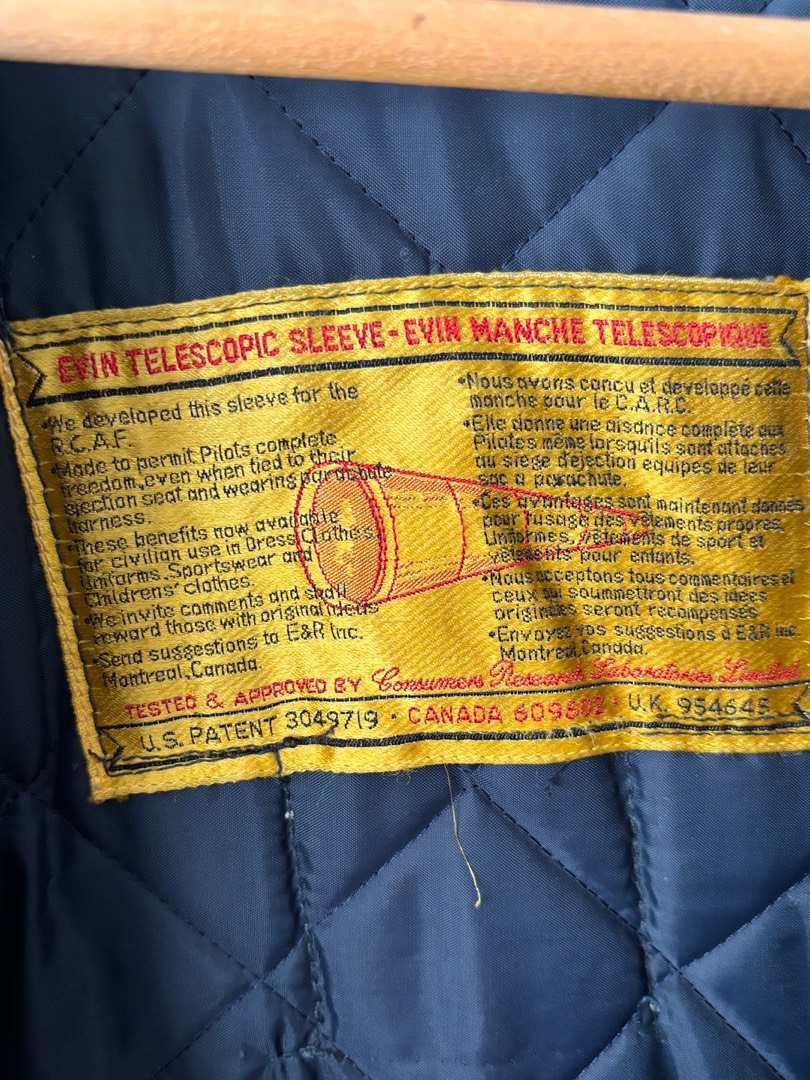 EVIN TELESCOPIC SLEEVE - EVIN MANCHE TELESCOPIQUE
•We developed this sleeve for the
R.C.A.F.
•Made to permit Pilots complete
freedom, even when tied to their
ejection seat and wearing parachute
harness.
•These benefits now available
for civilian use in Dress Clothes,
Uniforms, Sportswear and
Childrens' clothes.
•We invite comments and shall
reward those with original ideas
•Send suggestions to E&R Inc.
Montreal, Canada.
•Nous avons concu et developpé cette
manche pour le C.A.R.C.
•Elle donne une aisance complete aux
Pilotes même lorsqu'ils sont attachés
au siege d'ejection equipes de leur
sac a parachute.
•Ces avantages sont maintenant donnés
pour l'usage des vêtements propres,
Uniformes, vêtements de sport et
vêtements pour enfants.
•Nous acceptons tous commentaires et
ceux qui soummettront des idees
originales seront recompensés
•Envoyez vos suggestions à E&R Inc.
Montreal, Canada.
TESTED & APPROVED BY Consumers Research Laboratories Limited
U.S. PATENT 3049719 · CANADA · U.K. 954645